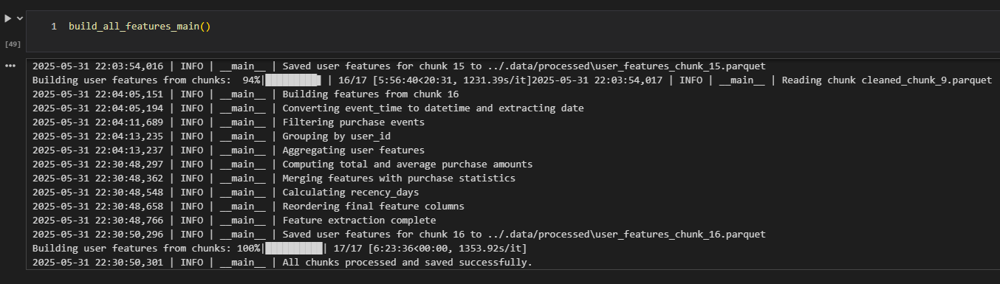 1 build_all_features_main()
[49]
2025-05-31 22:03:54,016 | INFO | __main__ | Saved user features for chunk 15 to ../.data/processed\user_features_chunk_15.parquet
Building user features from chunks:  94%|█████████▍| 16/17 [5:56:40<20:31, 1231.39s/it]2025-05-31 22:03:54,017 | INFO | __main__ | Reading chunk cleaned_chunk_9.parquet
2025-05-31 22:04:05,151 | INFO | __main__ | Building features from chunk 16
2025-05-31 22:04:05,194 | INFO | __main__ | Converting event_time to datetime and extracting date
2025-05-31 22:04:11,689 | INFO | __main__ | Filtering purchase events
2025-05-31 22:04:13,235 | INFO | __main__ | Grouping by user_id
2025-05-31 22:04:13,237 | INFO | __main__ | Aggregating user features
2025-05-31 22:30:48,297 | INFO | __main__ | Computing total and average purchase amounts
2025-05-31 22:30:48,362 | INFO | __main__ | Merging features with purchase statistics
2025-05-31 22:30:48,548 | INFO | __main__ | Calculating recency_days
2025-05-31 22:30:48,658 | INFO | __main__ | Reordering final feature columns
2025-05-31 22:30:48,766 | INFO | __main__ | Feature extraction complete
2025-05-31 22:30:50,296 | INFO | __main__ | Saved user features for chunk 16 to ../.data/processed\user_features_chunk_16.parquet
Building user features from chunks: 100%|██████████| 17/17 [6:23:36<00:00, 1353.92s/it]
2025-05-31 22:30:50,301 | INFO | __main__ | All chunks processed and saved successfully.